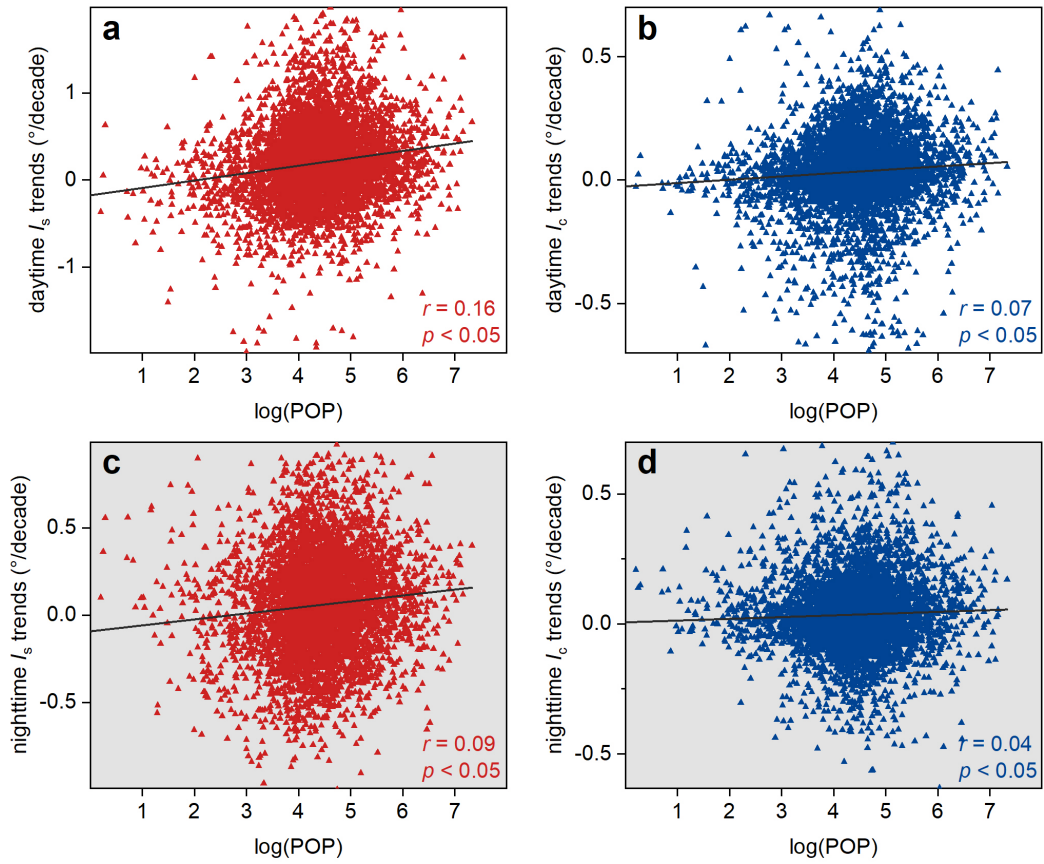 a
daytime Is trends (°/decade)
1
0
-1
r = 0.16
p < 0.05
1 2 3 4 5 6 7
log(POP)
b
daytime Ic trends (°/decade)
0.5
0.0
-0.5
r = 0.07
p < 0.05
1 2 3 4 5 6 7
log(POP)
c
nighttime Is trends (°/decade)
0.5
0.0
-0.5
r = 0.09
p < 0.05
1 2 3 4 5 6 7
log(POP)
d
nighttime Ic trends (°/decade)
0.5
0.0
-0.5
r = 0.04
p < 0.05
1 2 3 4 5 6 7
log(POP)